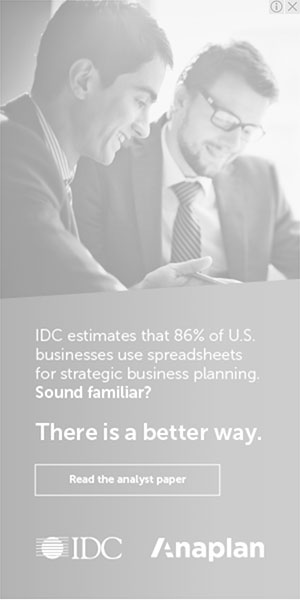 IDC estimates that 86% of U.S.
businesses use spreadsheets
for strategic business planning.
Sound familiar?
There is a better way.
Read the analyst paper
IDC
Anaplan